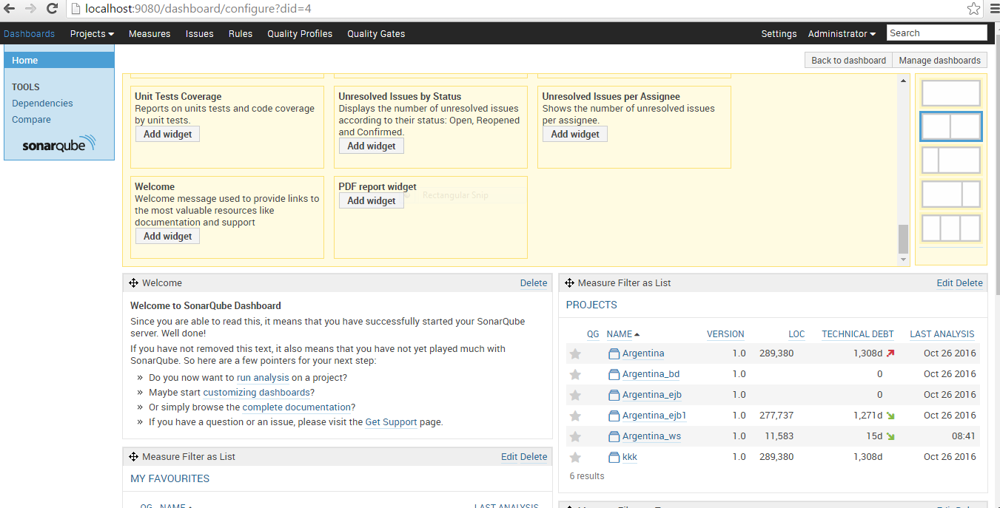 localhost:9080/dashboard/configure?did=4
Dashboards Projects Measures Issues Rules Quality Profiles Quality Gates Settings Administrator Search
Home
TOOLS
Dependencies
Compare
sonarqube
Back to dashboard Manage dashboards
Unit Tests Coverage
Reports on units tests and code coverage
by unit tests.
Add widget
Unresolved Issues by Status
Displays the number of unresolved issues
according to their status: Open, Reopened
and Confirmed.
Add widget
Unresolved Issues per Assignee
Shows the number of unresolved issues
per assignee.
Add widget
Welcome
Welcome message used to provide links to
the most valuable resources like
documentation and support
Add widget
PDF report widget
Add widget
Rectangular Snip
Welcome Delete
Welcome to SonarQube Dashboard
Since you are able to read this, it means that you have successfully started your SonarQube
server. Well done!
If you have not removed this text, it also means that you have not yet played much with
SonarQube. So here are a few pointers for your next step:
» Do you now want to run analysis on a project?
» Maybe start customizing dashboards?
» Or simply browse the complete documentation?
» If you have a question or an issue, please visit the Get Support page.
Measure Filter as List Edit Delete
MY FAVOURITES
QG NAME LAST ANALYSIS
Measure Filter as List Edit Delete
PROJECTS
QG NAME VERSION LOC TECHNICAL DEBT LAST ANALYSIS
Argentina 1.0 289,380 1,308d Oct 26 2016
Argentina_bd 1.0 0 Oct 26 2016
Argentina_ejb 1.0 0 Oct 26 2016
Argentina_ejb1 1.0 277,737 1,271d Oct 26 2016
Argentina_ws 1.0 11,583 15d 08:41
kkk 1.0 289,380 1,308d Oct 26 2016
6 results